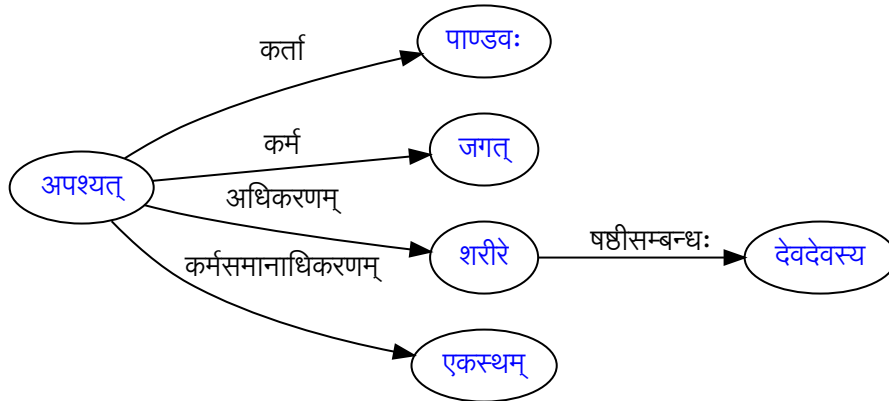 पाण्डवः
कर्ता
कर्म
जगत्
अपश्यत्
अधिकरणम्
षष्ठीसम्बन्धः
शरीरे
देवदेवस्य
कर्मसमानाधिकरणम्
एकस्थम्